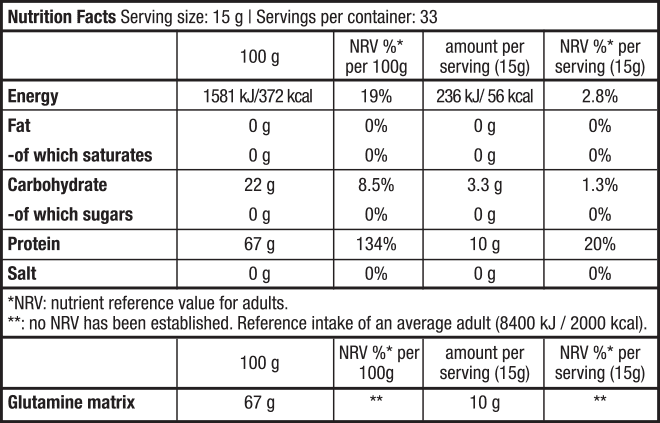 Nutrition Facts Serving size: 15 g | Servings per container: 33
100 g NRV %* per 100g amount per serving (15g) NRV %* per serving (15g)
Energy 1581 kJ/372 kcal 19% 236 kJ/ 56 kcal 2.8%
Fat 0 g 0% 0 g 0%
-of which saturates 0 g 0% 0 g 0%
Carbohydrate 22 g 8.5% 3.3 g 1.3%
-of which sugars 0 g 0% 0 g 0%
Protein 67 g 134% 10 g 20%
Salt 0 g 0% 0 g 0%
*NRV: nutrient reference value for adults.
**: no NRV has been established. Reference intake of an average adult (8400 kJ / 2000 kcal).
100 g NRV %* per 100g amount per serving (15g) NRV %* per serving (15g)
Glutamine matrix 67 g ** 10 g **